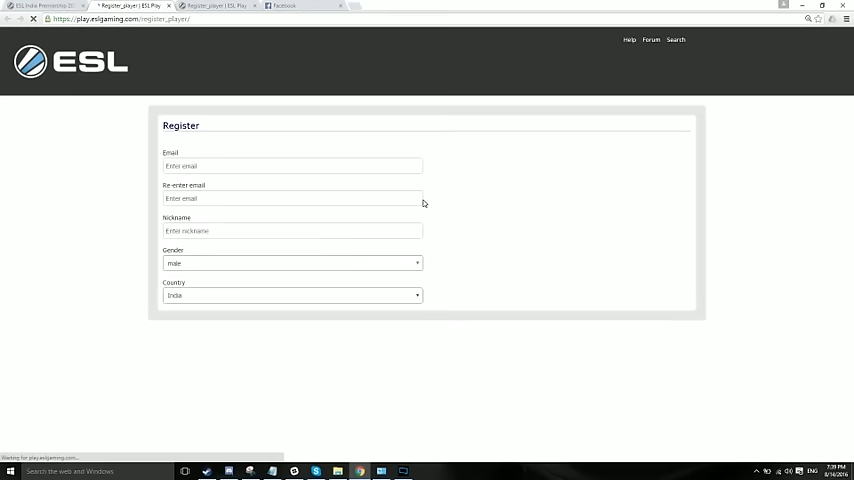 ESL India Premiership 20
* Register_player | ESL Play
Register_player | ESL Play
Facebook
https://play.eslgaming.com/register_player/
Help Forum Search
ESL
Register
Email
Enter email
Re-enter email
Enter email
Nickname
Enter nickname
Gender
male
Country
India
Waiting for play.eslgaming.com...
Search the web and Windows
ENG
7:39 PM
8/14/2016